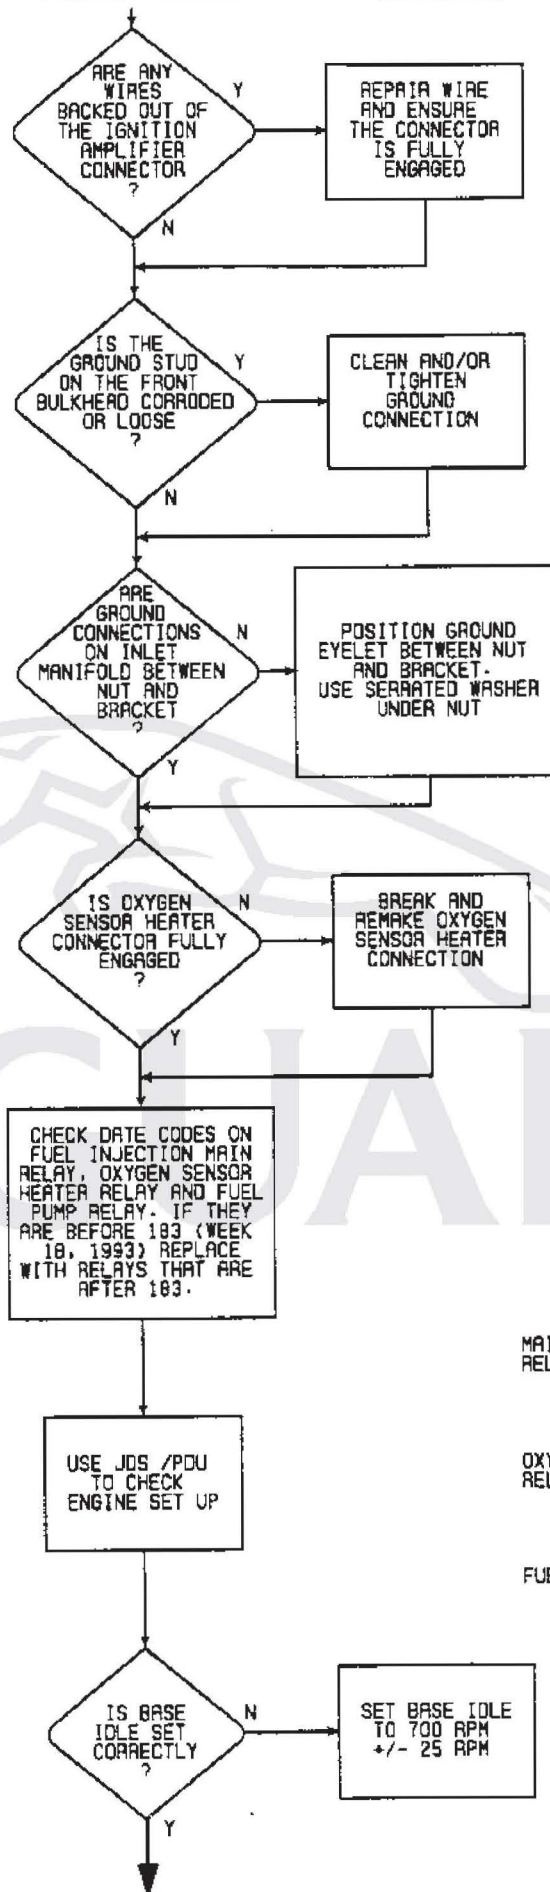 ARE ANY
WIRES
BACKED OUT OF
THE IGNITION
AMPLIFIER
CONNECTOR
?
Y
N
REPAIR WIRE
AND ENSURE
THE CONNECTOR
IS FULLY
ENGAGED
IS THE
GROUND STUD
ON THE FRONT
BULKHEAD CORRODED
OR LOOSE
?
Y
N
CLEAN AND/OR
TIGHTEN
GROUND
CONNECTION
ARE
GROUND
CONNECTIONS
ON INLET
MANIFOLD BETWEEN
NUT AND
BRACKET
?
N
Y
POSITION GROUND
EYELET BETWEEN NUT
AND BRACKET.
USE SERRATED WASHER
UNDER NUT
IS OXYGEN
SENSOR HEATER
CONNECTOR FULLY
ENGAGED
?
N
Y
BREAK AND
REMAKE OXYGEN
SENSOR HEATER
CONNECTION
CHECK DATE CODES ON
FUEL INJECTION MAIN
RELAY, OXYGEN SENSOR
HEATER RELAY AND FUEL
PUMP RELAY. IF THEY
ARE BEFORE 183 (WEEK
18, 1993) REPLACE
WITH RELAYS THAT ARE
AFTER 183.
MAI
REL
USE JDS /PDU
TO CHECK
ENGINE SET UP
OXY
REL
FUE
IS BASE
IDLE SET
CORRECTLY
?
N
Y
SET BASE IDLE
TO 700 RPM
+/- 25 RPM
GUA